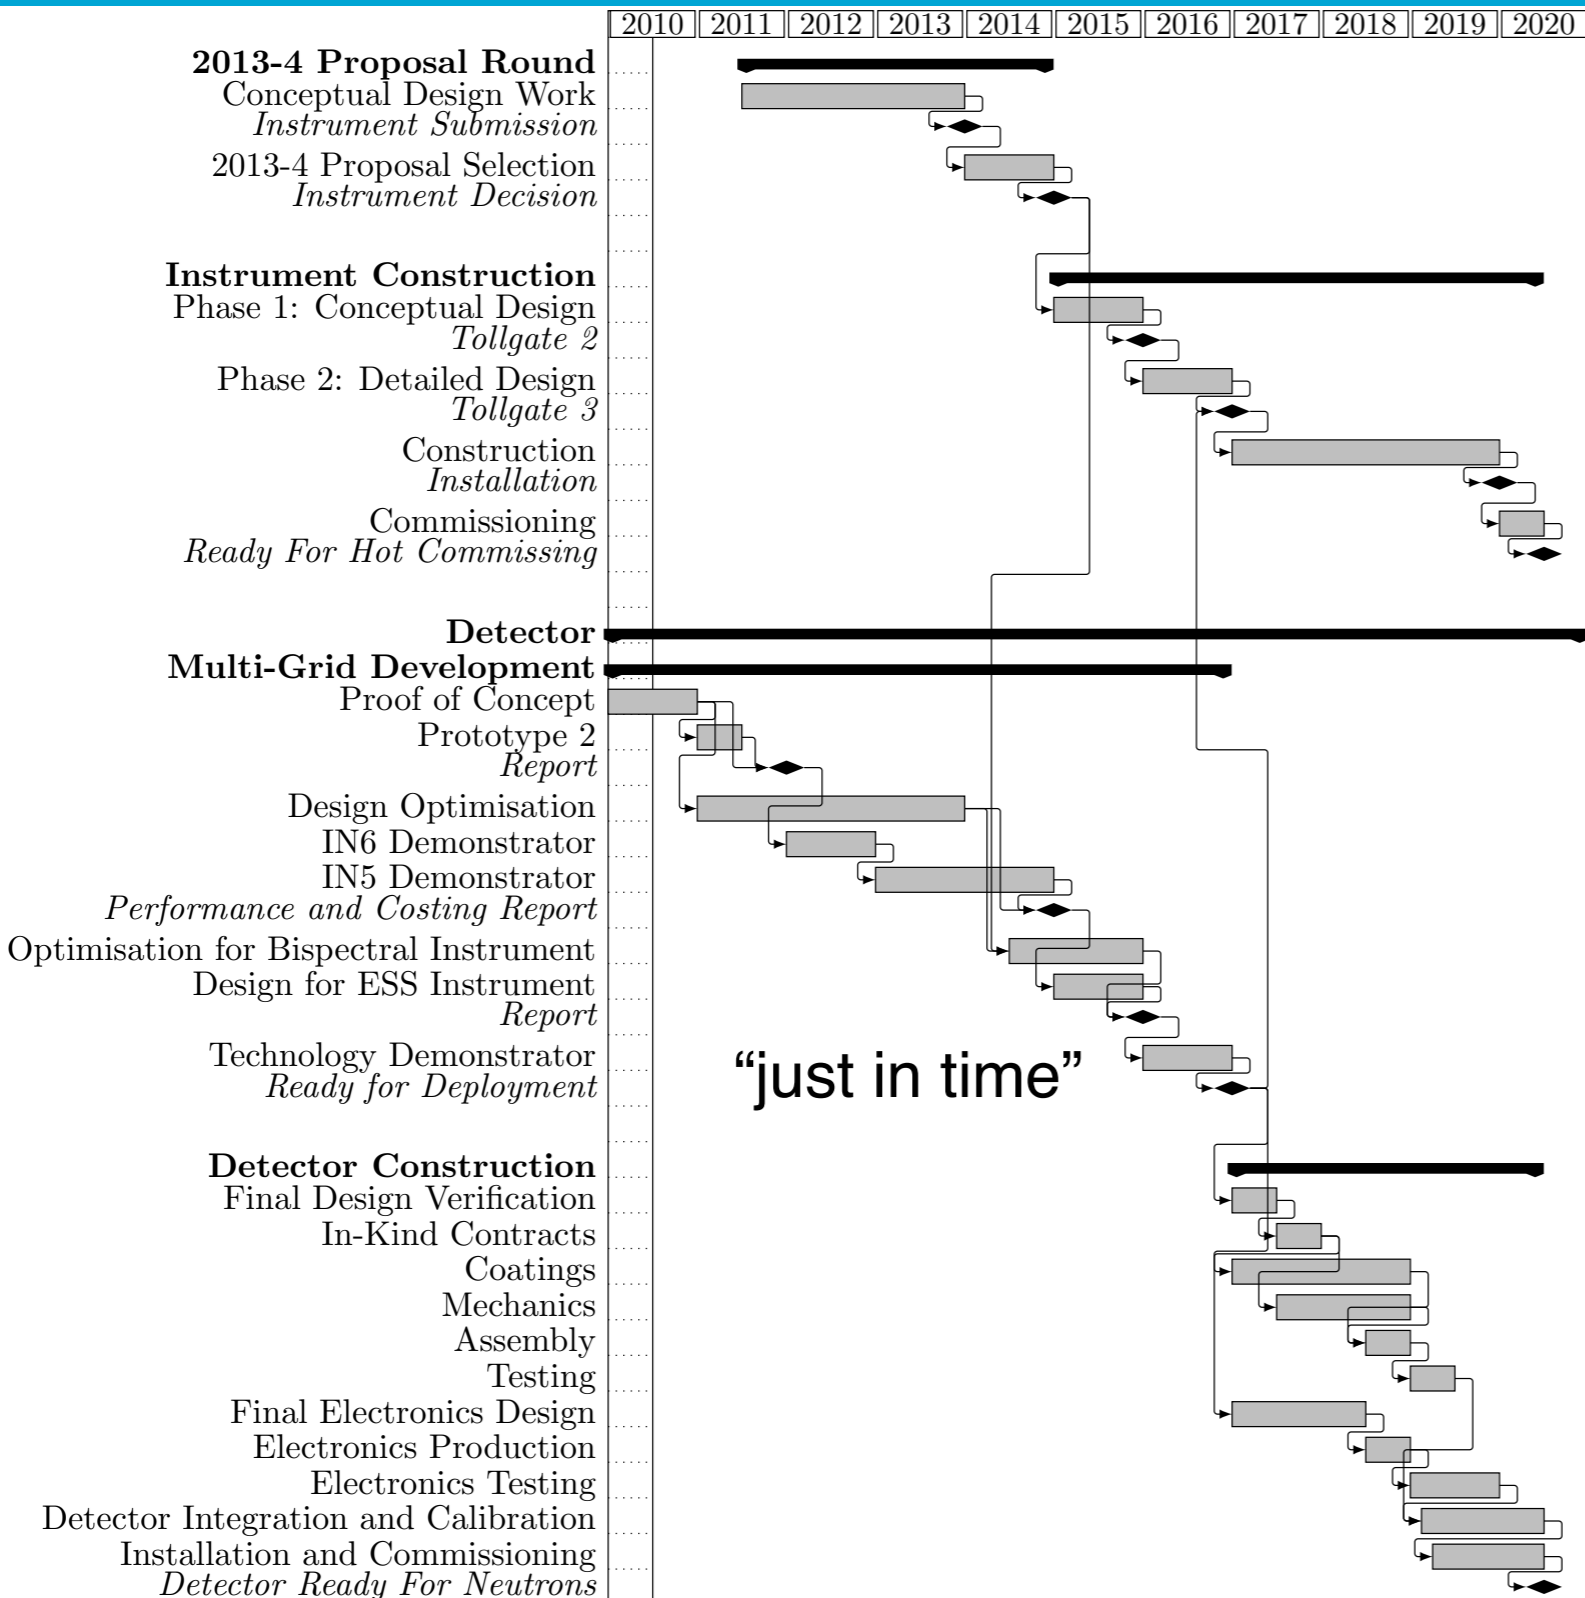 2010 2011 2012 2013 2014 2015 2016 2017 2018 2019 2020
2013-4 Proposal Round
Conceptual Design Work
Instrument Submission
2013-4 Proposal Selection
Instrument Decision
Instrument Construction
Phase 1: Conceptual Design
Tollgate 2
Phase 2: Detailed Design
Tollgate 3
Construction
Installation
Commissioning
Ready For Hot Commissing
Detector
Multi-Grid Development
Proof of Concept
Prototype 2
Report
Design Optimisation
IN6 Demonstrator
IN5 Demonstrator
Performance and Costing Report
Optimisation for Bispectral Instrument
Design for ESS Instrument
Report
Technology Demonstrator
“just in time”
Ready for Deployment
Detector Construction
Final Design Verification
In-Kind Contracts
Coatings
Mechanics
Assembly
Testing
Final Electronics Design
Electronics Production
Electronics Testing
Detector Integration and Calibration
Installation and Commissioning
Detector Ready For Neutrons